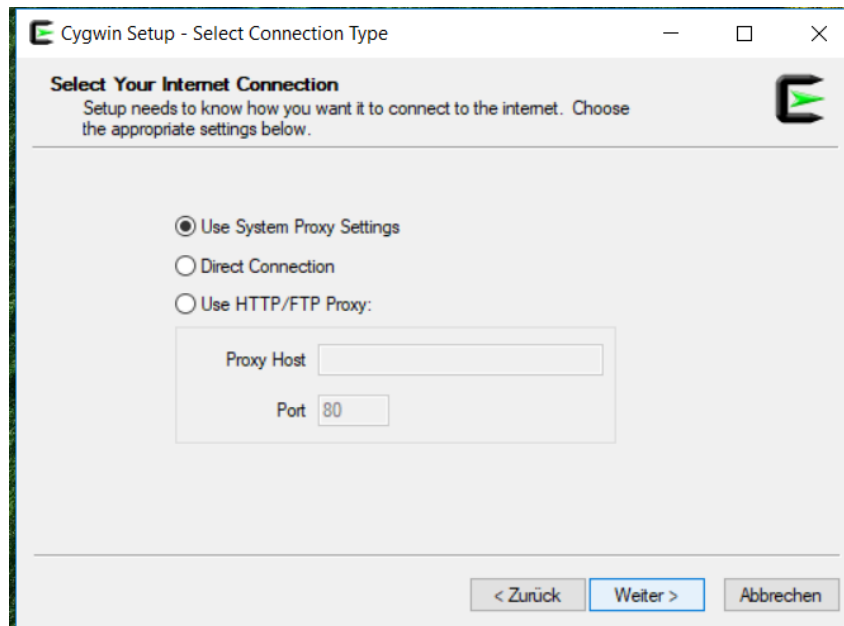 Cygwin Setup - Select Connection Type
Select Your Internet Connection
Setup needs to know how you want it to connect to the internet. Choose
the appropriate settings below.
Use System Proxy Settings
Direct Connection
Use HTTP/FTP Proxy:
Proxy Host
Port 80
< Zurück Weiter > Abbrechen